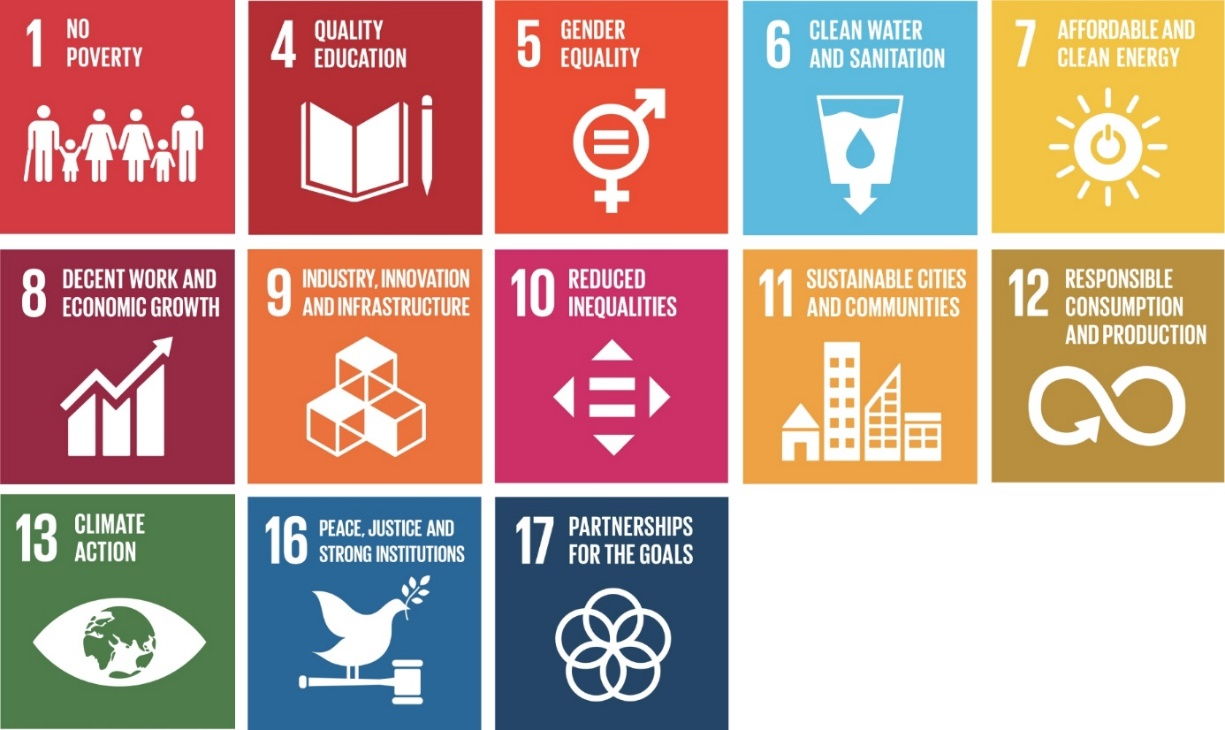 1 NO
POVERTY
4 QUALITY
EDUCATION
5 GENDER
EQUALITY
6 CLEAN WATER
AND SANITATION
7 AFFORDABLE AND
CLEAN ENERGY
8 DECENT WORK AND
ECONOMIC GROWTH
9 INDUSTRY, INNOVATION
AND INFRASTRUCTURE
10 REDUCED
INEQUALITIES
11 SUSTAINABLE CITIES
AND COMMUNITIES
12 RESPONSIBLE
CONSUMPTION
AND PRODUCTION
13 CLIMATE
ACTION
16 PEACE, JUSTICE AND
STRONG INSTITUTIONS
17 PARTNERSHIPS
FOR THE GOALS